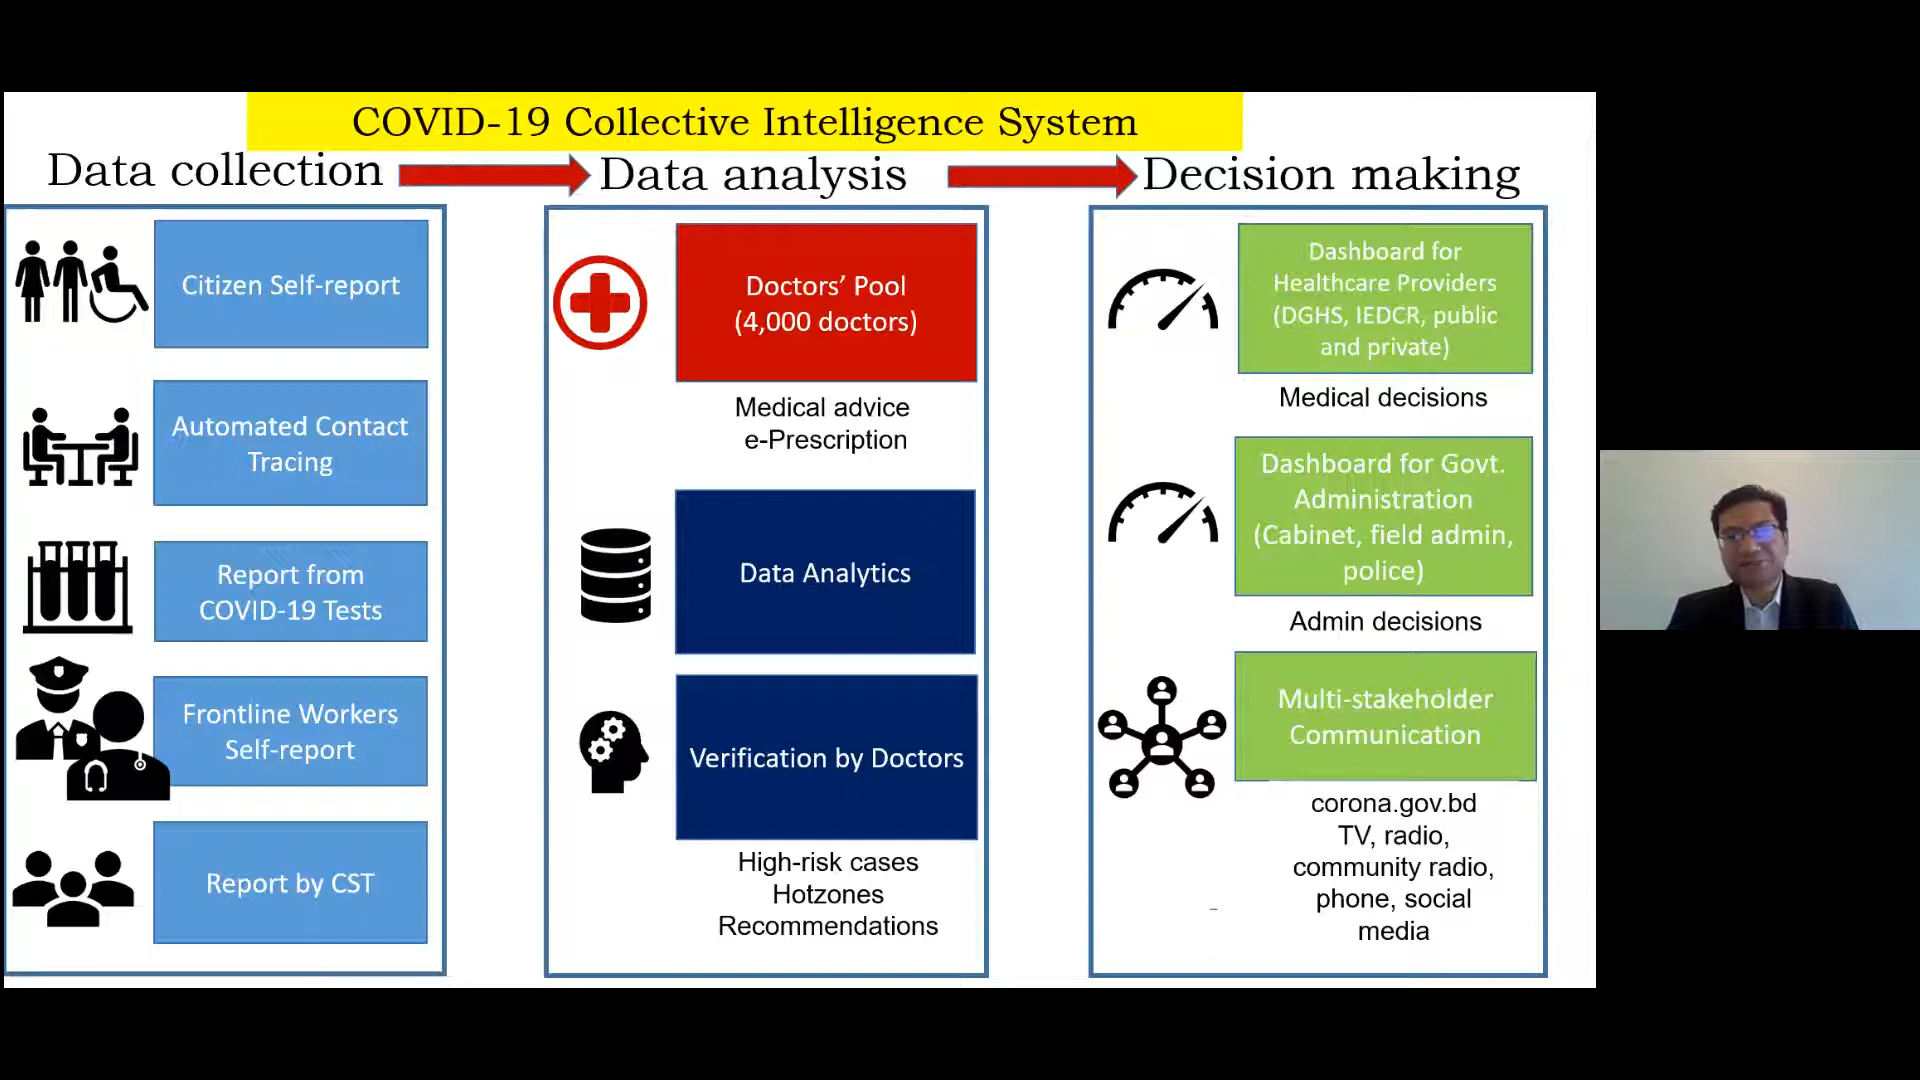 COVID-19 Collective Intelligence System
Data collection
Data analysis
Decision making
Citizen Self-report
Automated Contact
Tracing
Report from
COVID-19 Tests
Frontline Workers
Self-report
Report by CST
Doctors’ Pool
(4,000 doctors)
Medical advice
e-Prescription
Data Analytics
Verification by Doctors
High-risk cases
Hotzones
Recommendations
Dashboard for
Healthcare Providers
(DGHS, IEDCR, public
and private)
Medical decisions
Dashboard for Govt.
Administration
(Cabinet, field admin,
police)
Admin decisions
Multi-stakeholder
Communication
corona.gov.bd
TV, radio,
community radio,
phone, social
media